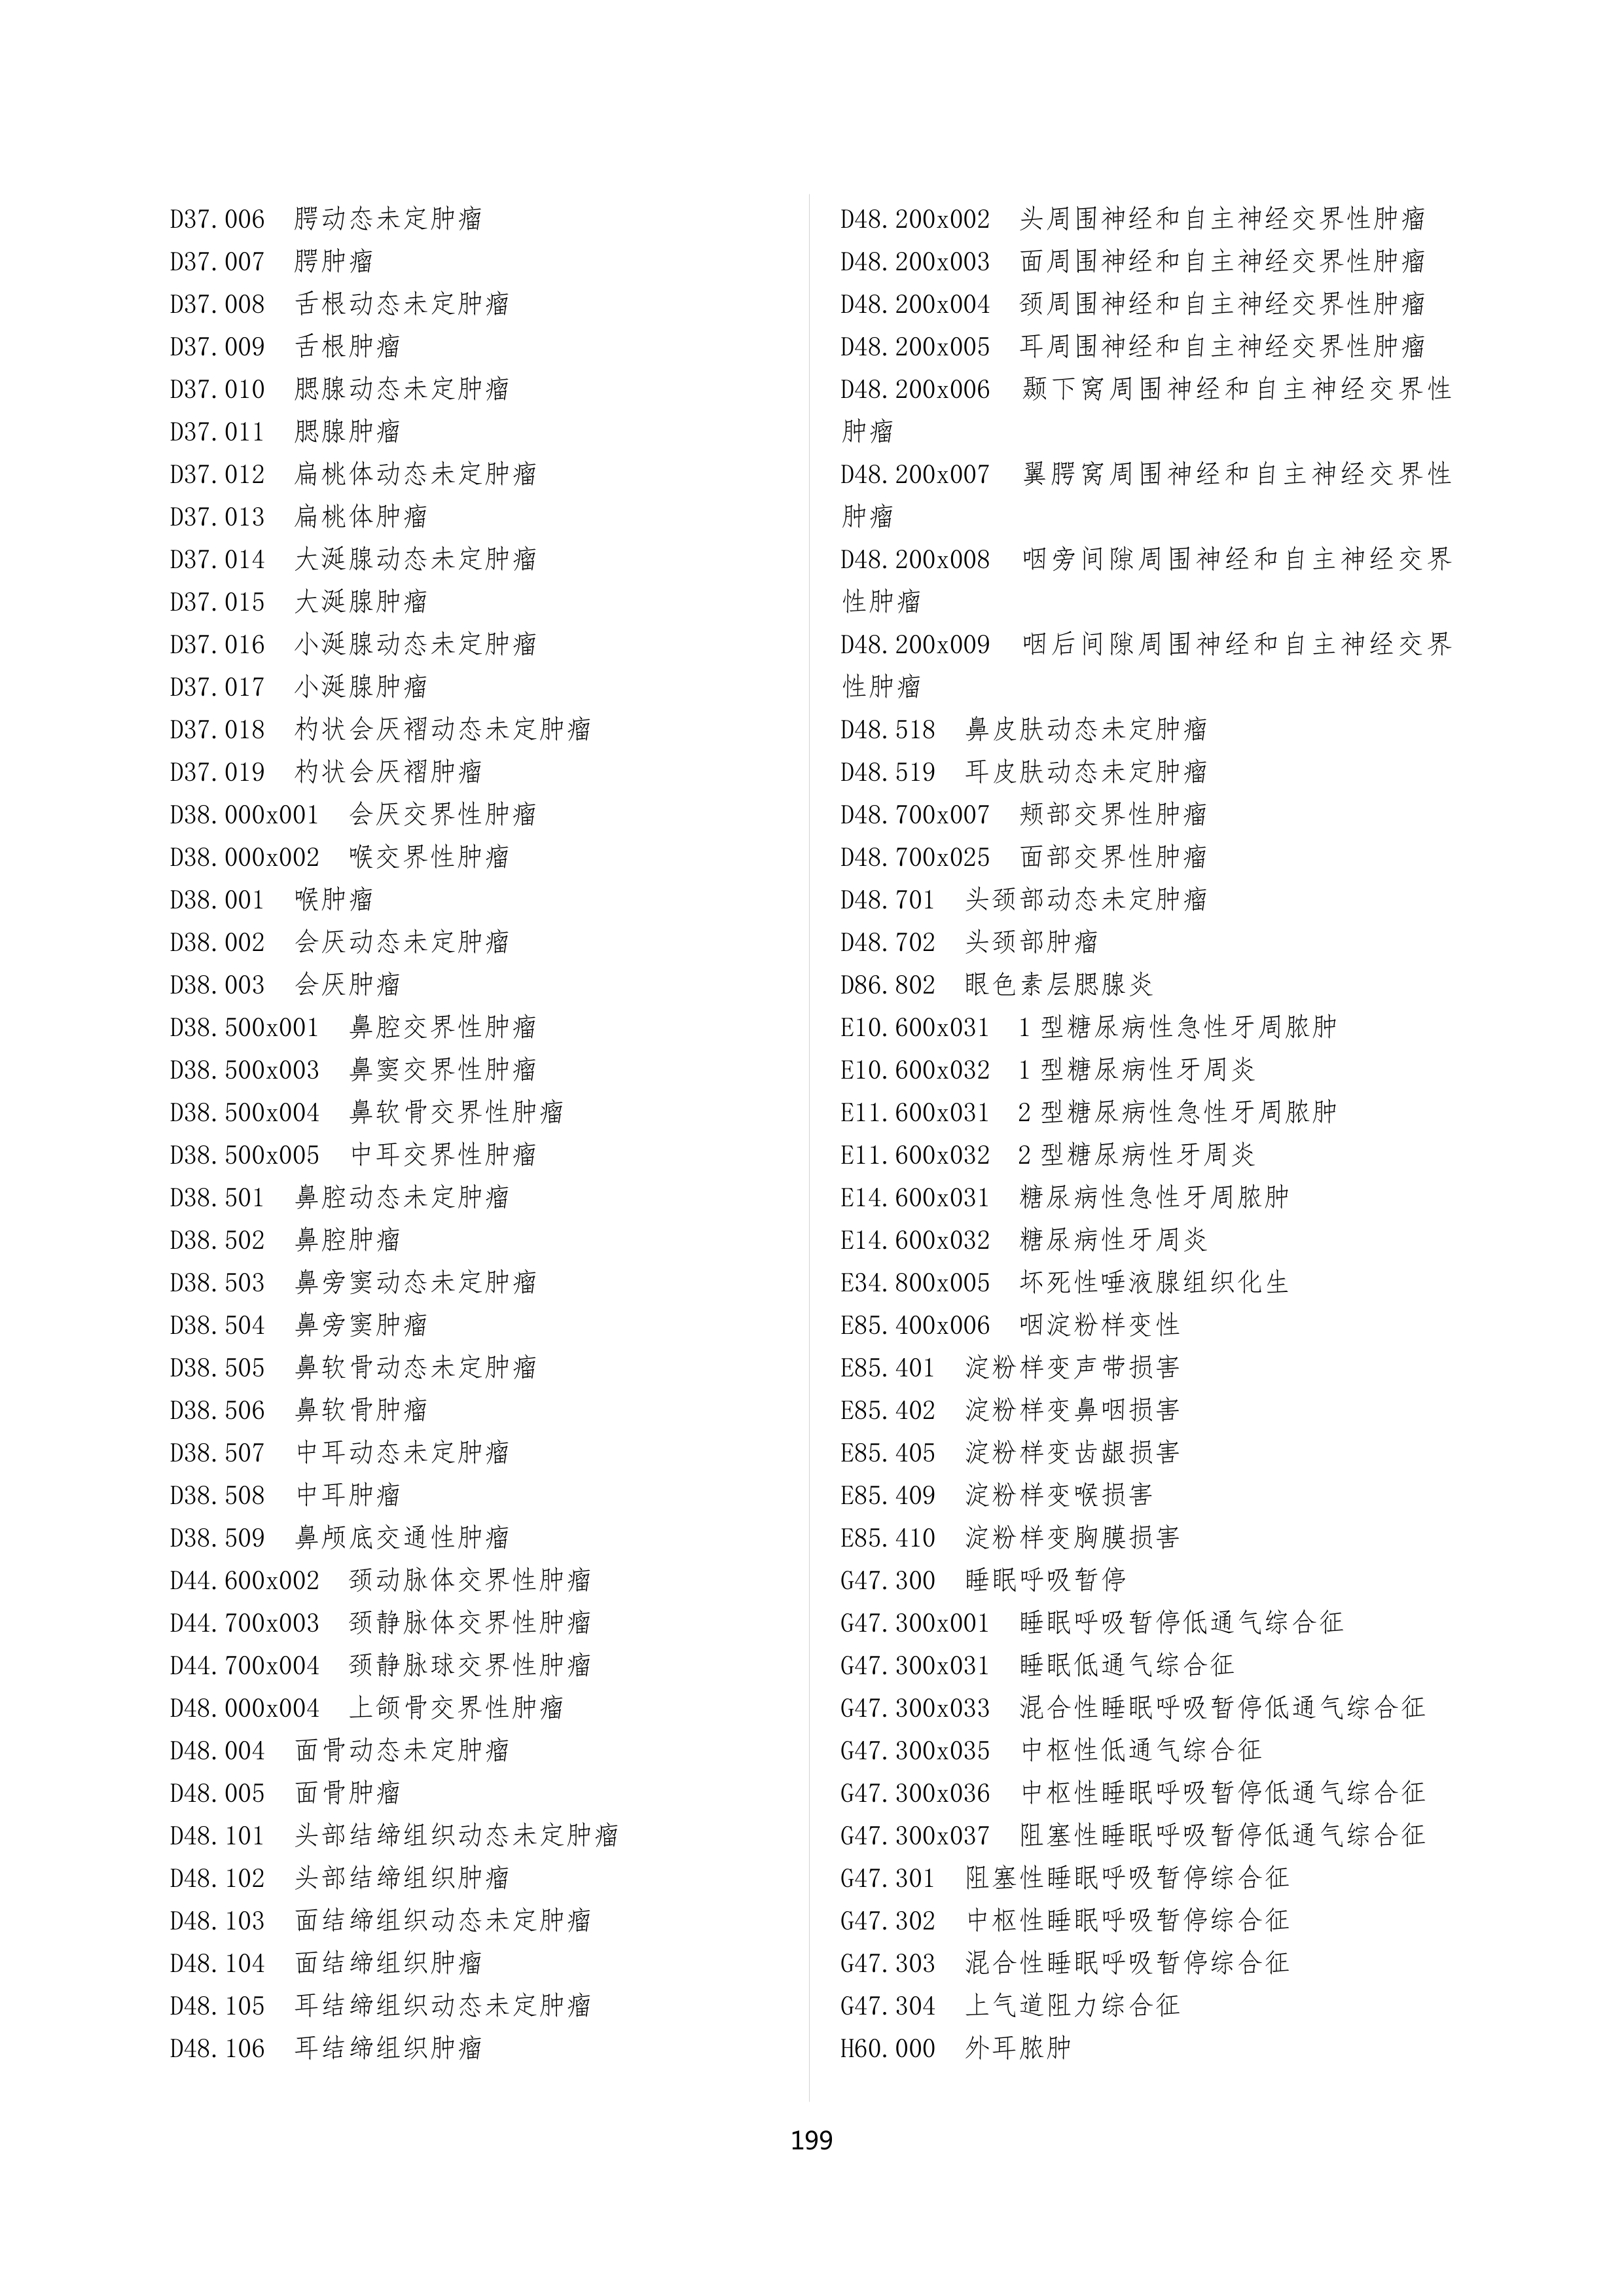 D37.006 腭动态未定肿瘤
D37.007 腭肿瘤
D37.008 舌根动态未定肿瘤
D37.009 舌根肿瘤
D37.010 腮腺动态未定肿瘤
D37.011 腮腺肿瘤
D37.012 扁桃体动态未定肿瘤
D37.013 扁桃体肿瘤
D37.014 大涎腺动态未定肿瘤
D37.015 大涎腺肿瘤
D37.016 小涎腺动态未定肿瘤
D37.017 小涎腺肿瘤
D37.018 杓状会厌褶动态未定肿瘤
D37.019 杓状会厌褶肿瘤
D38.000x001 会厌交界性肿瘤
D38.000x002 喉交界性肿瘤
D38.001 喉肿瘤
D38.002 会厌动态未定肿瘤
D38.003 会厌肿瘤
D38.500x001 鼻腔交界性肿瘤
D38.500x003 鼻窦交界性肿瘤
D38.500x004 鼻软骨交界性肿瘤
D38.500x005 中耳交界性肿瘤
D38.501 鼻腔动态未定肿瘤
D38.502 鼻腔肿瘤
D38.503 鼻旁窦动态未定肿瘤
D38.504 鼻旁窦肿瘤
D38.505 鼻软骨动态未定肿瘤
D38.506 鼻软骨肿瘤
D38.507 中耳动态未定肿瘤
D38.508 中耳肿瘤
D38.509 鼻颅底交通性肿瘤
D44.600x002 颈动脉体交界性肿瘤
D44.700x003 颈静脉体交界性肿瘤
D44.700x004 颈静脉球交界性肿瘤
D48.000x004 上颌骨交界性肿瘤
D48.004 面骨动态未定肿瘤
D48.005 面骨肿瘤
D48.101 头部结缔组织动态未定肿瘤
D48.102 头部结缔组织肿瘤
D48.103 面结缔组织动态未定肿瘤
D48.104 面结缔组织肿瘤
D48.105 耳结缔组织动态未定肿瘤
D48.106 耳结缔组织肿瘤
D48.200x002 头周围神经和自主神经交界性肿瘤
D48.200x003 面周围神经和自主神经交界性肿瘤
D48.200x004 颈周围神经和自主神经交界性肿瘤
D48.200x005 耳周围神经和自主神经交界性肿瘤
D48.200x006 颞下窝周围神经和自主神经交界性
肿瘤
D48.200x007 翼腭窝周围神经和自主神经交界性
肿瘤
D48.200x008 咽旁间隙周围神经和自主神经交界
性肿瘤
D48.200x009 咽后间隙周围神经和自主神经交界
性肿瘤
D48.518 鼻皮肤动态未定肿瘤
D48.519 耳皮肤动态未定肿瘤
D48.700x007 颊部交界性肿瘤
D48.700x025 面部交界性肿瘤
D48.701 头颈部动态未定肿瘤
D48.702 头颈部肿瘤
D86.802 眼色素层腮腺炎
E10.600x031 1型糖尿病性急性牙周脓肿
E10.600x032 1型糖尿病性牙周炎
E11.600x031 2型糖尿病性急性牙周脓肿
E11.600x032 2型糖尿病性牙周炎
E14.600x031 糖尿病性急性牙周脓肿
E14.600x032 糖尿病性牙周炎
E34.800x005 坏死性唾液腺组织化生
E85.400x006 咽淀粉样变性
E85.401 淀粉样变声带损害
E85.402 淀粉样变鼻咽损害
E85.405 淀粉样变齿龈损害
E85.409 淀粉样变喉损害
E85.410 淀粉样变胸膜损害
G47.300 睡眠呼吸暂停
G47.300x001 睡眠呼吸暂停低通气综合征
G47.300x031 睡眠低通气综合征
G47.300x033 混合性睡眠呼吸暂停低通气综合征
G47.300x035 中枢性低通气综合征
G47.300x036 中枢性睡眠呼吸暂停低通气综合征
G47.300x037 阻塞性睡眠呼吸暂停低通气综合征
G47.301 阻塞性睡眠呼吸暂停综合征
G47.302 中枢性睡眠呼吸暂停综合征
G47.303 混合性睡眠呼吸暂停综合征
G47.304 上气道阻力综合征
H60.000 外耳脓肿
199